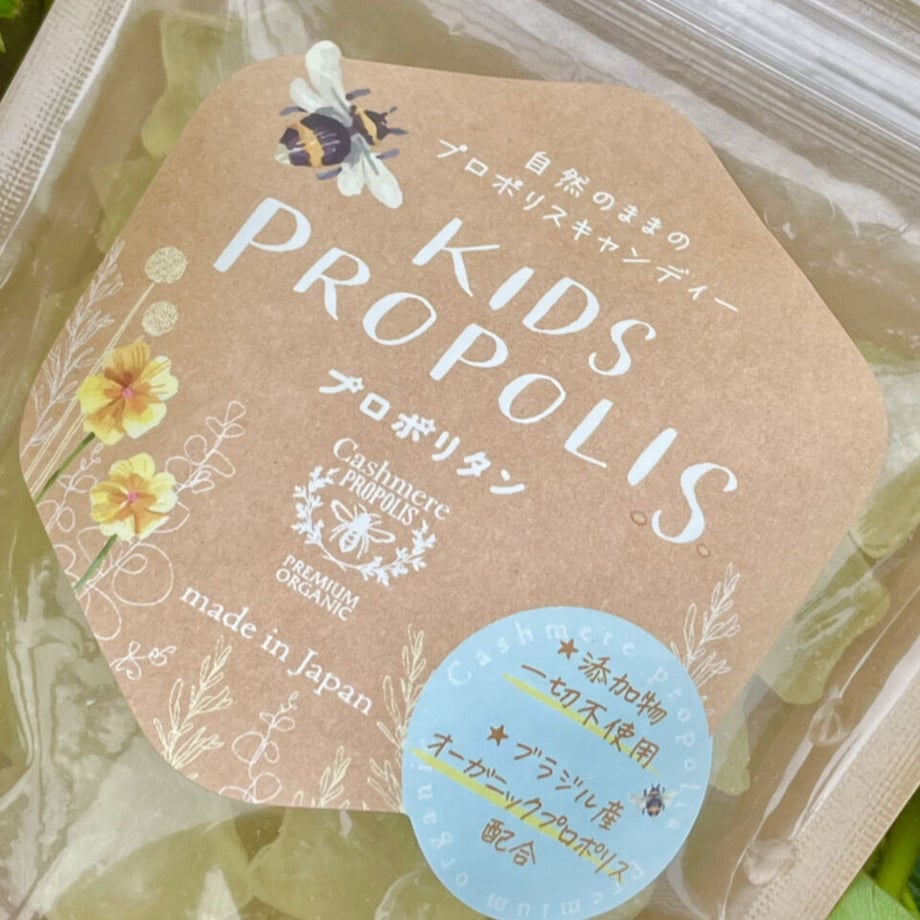 自然のままの
プロポリスキャンディー
KIDS
PROPOLIS
プロポリタン
Cashmere
PROPOLIS
PREMIUM
ORGANIC
made in Japan
Cashmere Propolis
★添加物
一切不使用
★ブラジル産
オーガニックプロポリス
配合
Premium organic